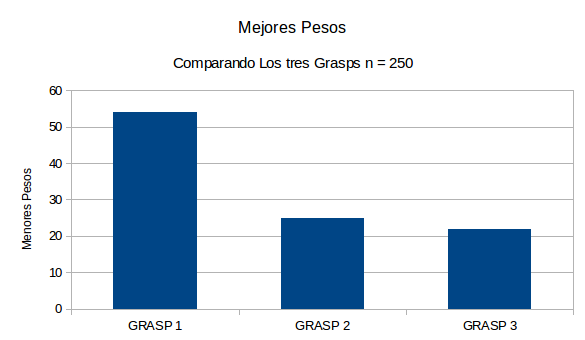 Mejores Pesos
Comparando Los tres Grasps n = 250
60
50
40
30
20
10
0
Menores Pesos
GRASP 1
GRASP 2
GRASP 3